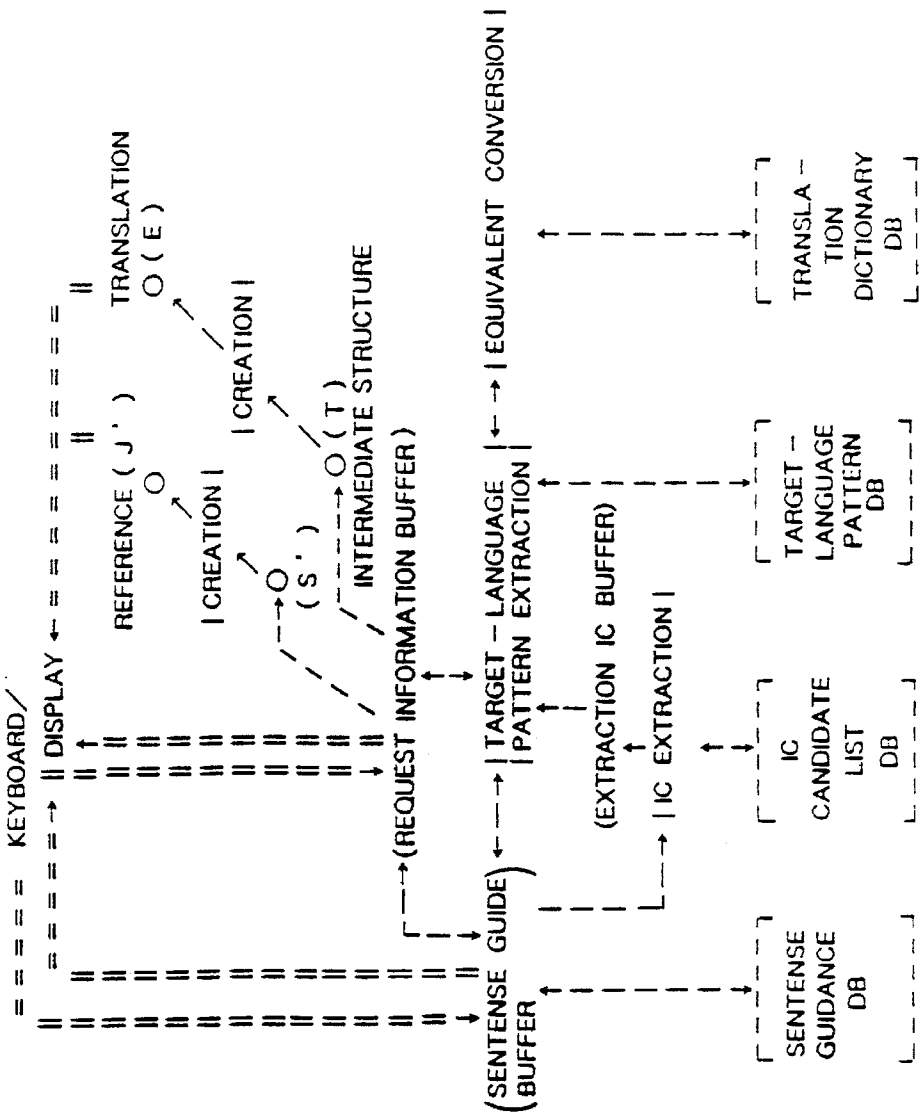 KEYBOARD/
DISPLAY
REFERENCE ( J ' )
TRANSLATION
( E )
| CREATION |
| CREATION |
( S ' )
( T )
INTERMEDIATE STRUCTURE
(REQUEST INFORMATION BUFFER)
(SENTENSE GUIDE)
BUFFER
| TARGET – LANGUAGE |
| PATTERN EXTRACTION |
| EQUIVALENT CONVERSION |
(EXTRACTION IC BUFFER)
| IC EXTRACTION |
SENTENSE
GUIDANCE
DB
IC
CANDIDATE
LIST
DB
TARGET –
LANGUAGE
PATTERN
DB
TRANSLA –
TION
DICTIONARY
DB